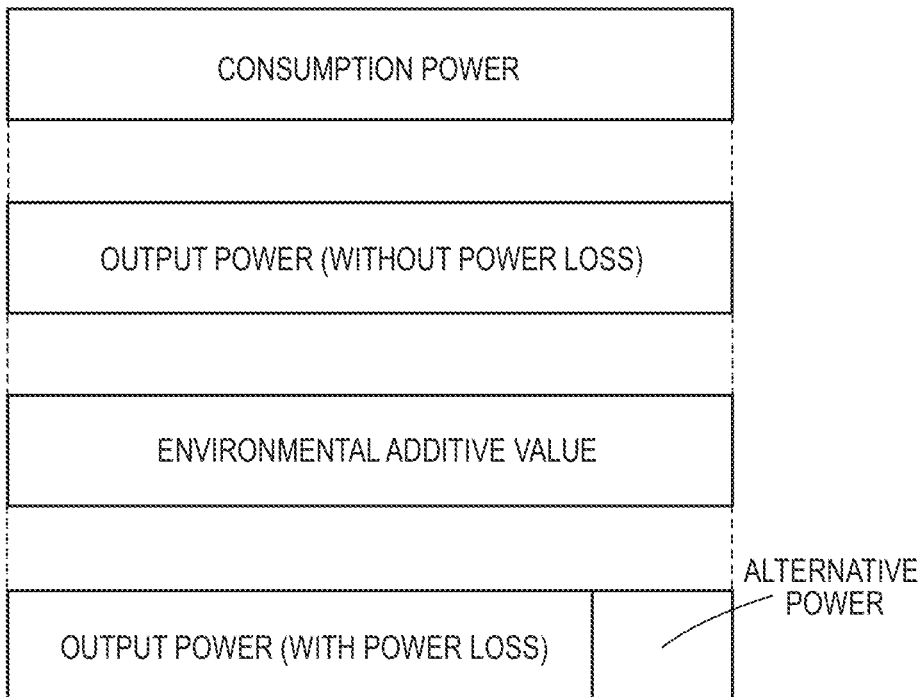 CONSUMPTION POWER
OUTPUT POWER (WITHOUT POWER LOSS)
ENVIRONMENTAL ADDITIVE VALUE
ALTERNATIVE
POWER
OUTPUT POWER (WITH POWER LOSS)